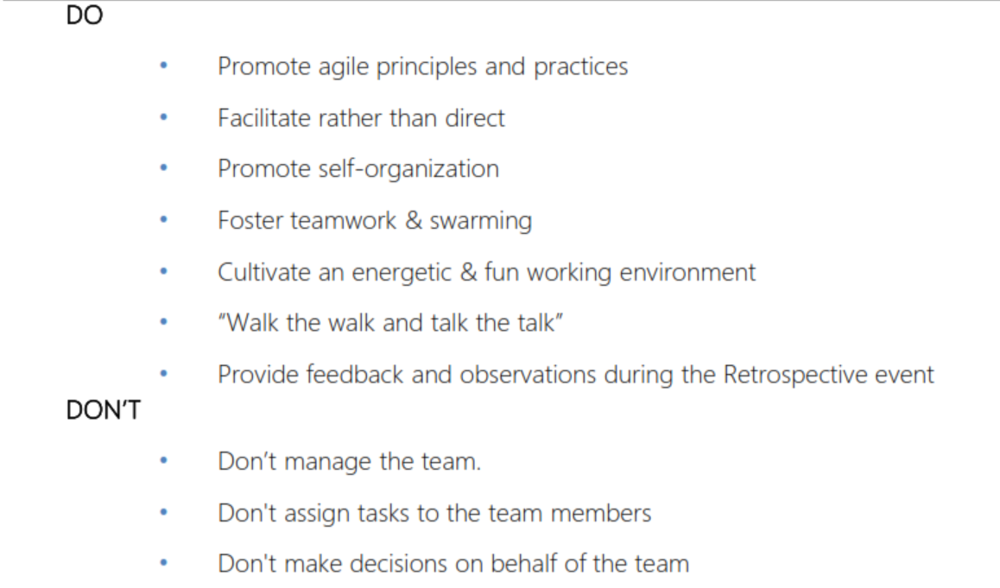 DO
• Promote agile principles and practices
• Facilitate rather than direct
• Promote self-organization
• Foster teamwork & swarming
• Cultivate an energetic & fun working environment
• “Walk the walk and talk the talk”
• Provide feedback and observations during the Retrospective event
DON’T
• Don’t manage the team.
• Don't assign tasks to the team members
• Don't make decisions on behalf of the team